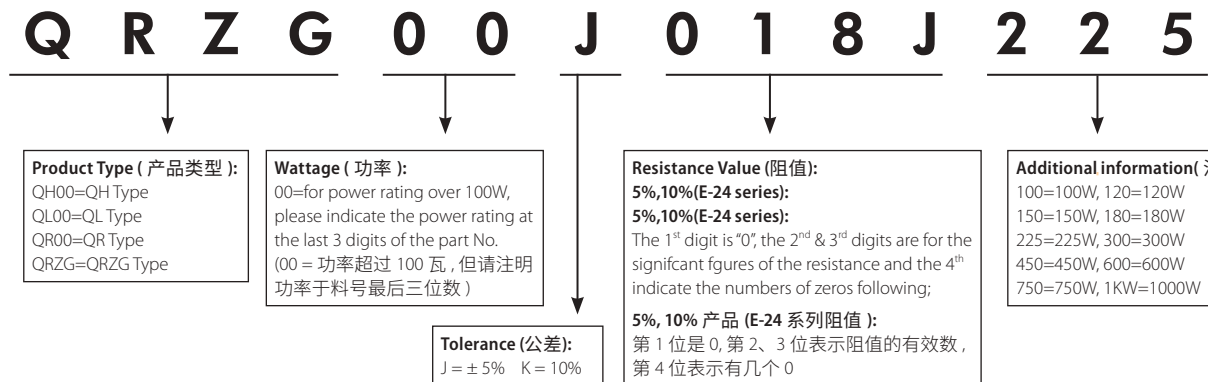 Q R Z G 0 0 J 0 1 8 J 2 2 5
Product Type ( 产品类型 ):
QH00=QH Type
QL00=QL Type
QR00=QR Type
QRZG=QRZG Type
Wattage ( 功率 ):
00=for power rating over 100W,
please indicate the power rating at
the last 3 digits of the part No.
(00 = 功率超过 100 瓦 , 但请注明
功率于料号最后三位数 )
Tolerance (公差):
J = ± 5% K = 10%
Resistance Value (阻值):
5%,10%(E-24 series):
5%,10%(E-24 series):
The 1st digit is “0”, the 2nd & 3rd digits are for the
signifcant fgures of the resistance and the 4th
indicate the numbers of zeros following;
5%, 10% 产品 (E-24 系列阻值 ):
第 1 位是 0, 第 2、3 位表示阻值的有效数 ,
第 4 位表示有几个 0
Additional information(
100=100W, 120=120W
150=150W, 180=180W
225=225W, 300=300W
450=450W, 600=600W
750=750W, 1KW=1000W